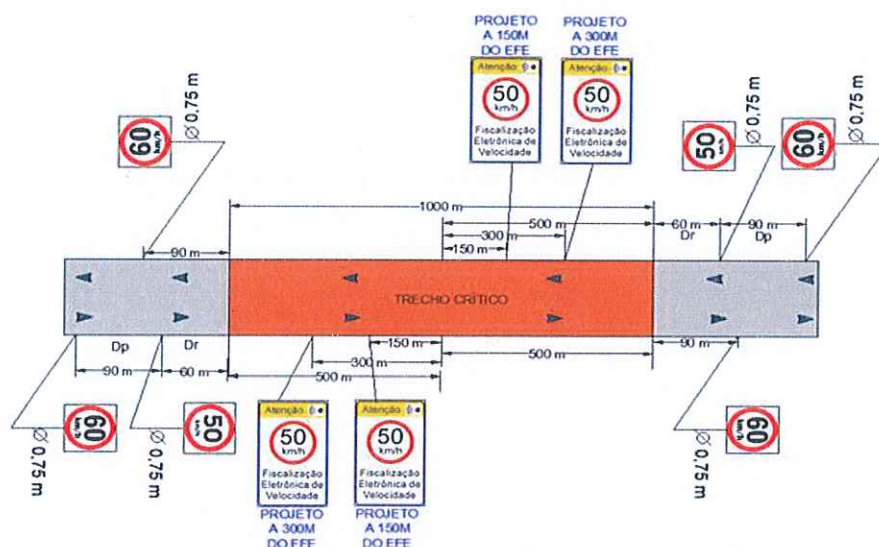 PROJETO
A 150M
DO EFE
PROJETO
A 300M
DO EFE
Atenção
50
km/h
Fiscalização
Eletrônica de
Velocidade
Atenção
50
km/h
Fiscalização
Eletrônica de
Velocidade
60
km/h
Ø 0,75 m
50
km/h
Ø 0,75 m
60
km/h
Ø 0,75 m
1000 m
500 m
300 m
150 m
60 m
Dr
90 m
Dp
90 m
TRECHO CRÍTICO
Dp
Dr
90 m
60 m
150 m
300 m
500 m
500 m
90 m
60
km/h
Ø 0,75 m
50
km/h
Ø 0,75 m
Atenção
50
km/h
Fiscalização
Eletrônica de
Velocidade
PROJETO
A 300M
DO EFE
Atenção
50
km/h
Fiscalização
Eletrônica de
Velocidade
PROJETO
A 150M
DO EFE
60
km/h
Ø 0,75 m